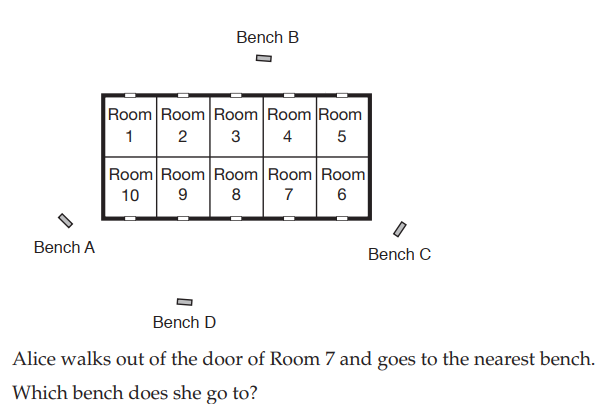 Bench B
Room Room Room Room Room
1 2 3 4 5
Room Room Room Room Room
10 9 8 7 6
Bench A
Bench C
Bench D
Alice walks out of the door of Room 7 and goes to the nearest bench.
Which bench does she go to?